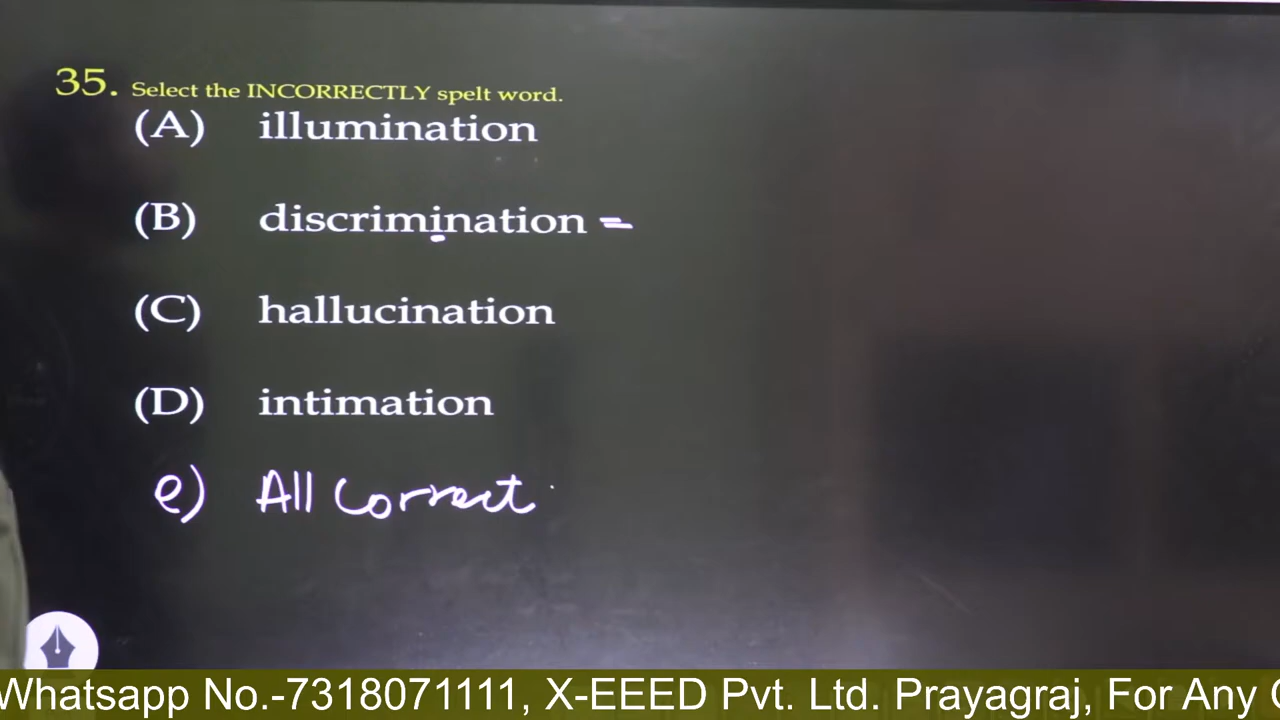 35. Select the INCORRECTLY spelt word.
(A) illumination
(B) discrimination =
(C) hallucination
(D) intimation
e) All Correct
Whatsapp No.-7318071111, X-EEED Pvt. Ltd. Prayagraj, For Any